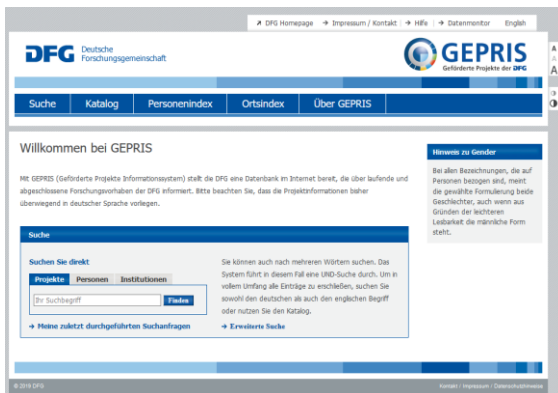 DFG Homepage → Impressum / Kontakt → Hilfe → Datenmonitor English
DFG Deutsche
Forschungsgemeinschaft
GEPRIS
Geförderte Projekte der DFG
A
A
A
Suche Katalog Personenindex Ortsindex Über GEPRIS
Willkommen bei GEPRIS
Mit GEPRIS (Geförderte Projekte Informationssystem) stellt die DFG eine Datenbank im Internet bereit, die über laufende und
abgeschlossene Forschungsvorhaben der DFG informiert. Bitte beachten Sie, dass die Projektinformationen bisher
überwiegend in deutscher Sprache vorliegen.
Suche
Suchen Sie direkt
Projekte Personen Institutionen
Ihr Suchbegriff Finden
→ Meine zuletzt durchgeführten Suchanfragen
Sie können auch nach mehreren Wörtern suchen. Das
System führt in diesem Fall eine UND-Suche durch. Um in
vollem Umfang alle Einträge zu erschließen, suchen Sie
sowohl den deutschen als auch den englischen Begriff
oder nutzen Sie den Katalog.
→ Erweiterte Suche
Hinweis zu Gender
Bei allen Bezeichnungen, die auf
Personen bezogen sind, meint
die gewählte Formulierung beide
Geschlechter, auch wenn aus
Gründen der leichteren
Lesbarkeit die männliche Form
steht.
© 2019 DFG
Kontakt / Impressum / Datenschutzhinweise